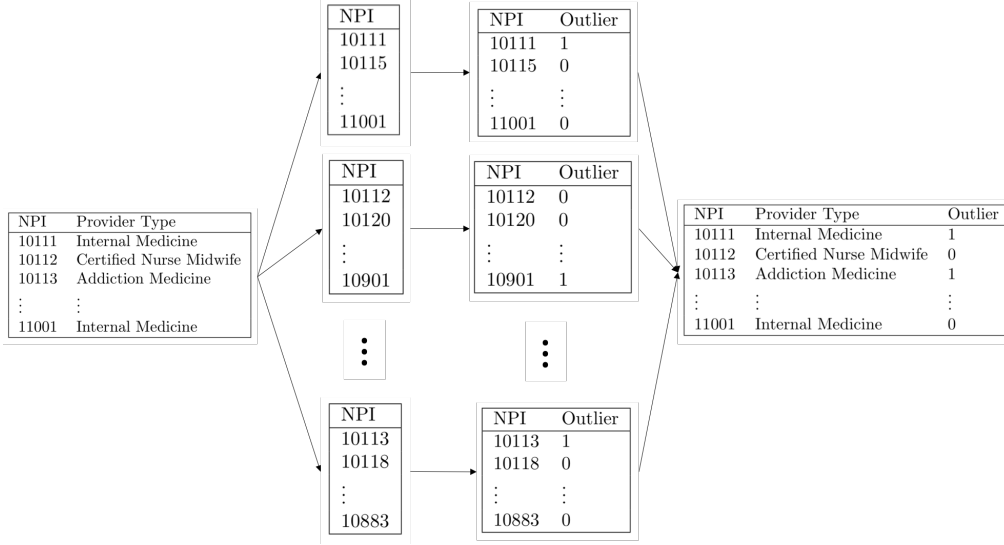 NPI Provider Type
10111 Internal Medicine
10112 Certified Nurse Midwife
10113 Addiction Medicine
⋮ ⋮
11001 Internal Medicine
NPI
10111
10115
⋮
11001
NPI
10112
10120
⋮
10901
⋮
NPI
10113
10118
⋮
10883
NPI Outlier
10111 1
10115 0
⋮ ⋮
11001 0
NPI Outlier
10112 0
10120 0
⋮ ⋮
10901 1
⋮
NPI Outlier
10113 1
10118 0
⋮ ⋮
10883 0
NPI Provider Type Outlier
10111 Internal Medicine 1
10112 Certified Nurse Midwife 0
10113 Addiction Medicine 1
⋮ ⋮ ⋮
11001 Internal Medicine 0